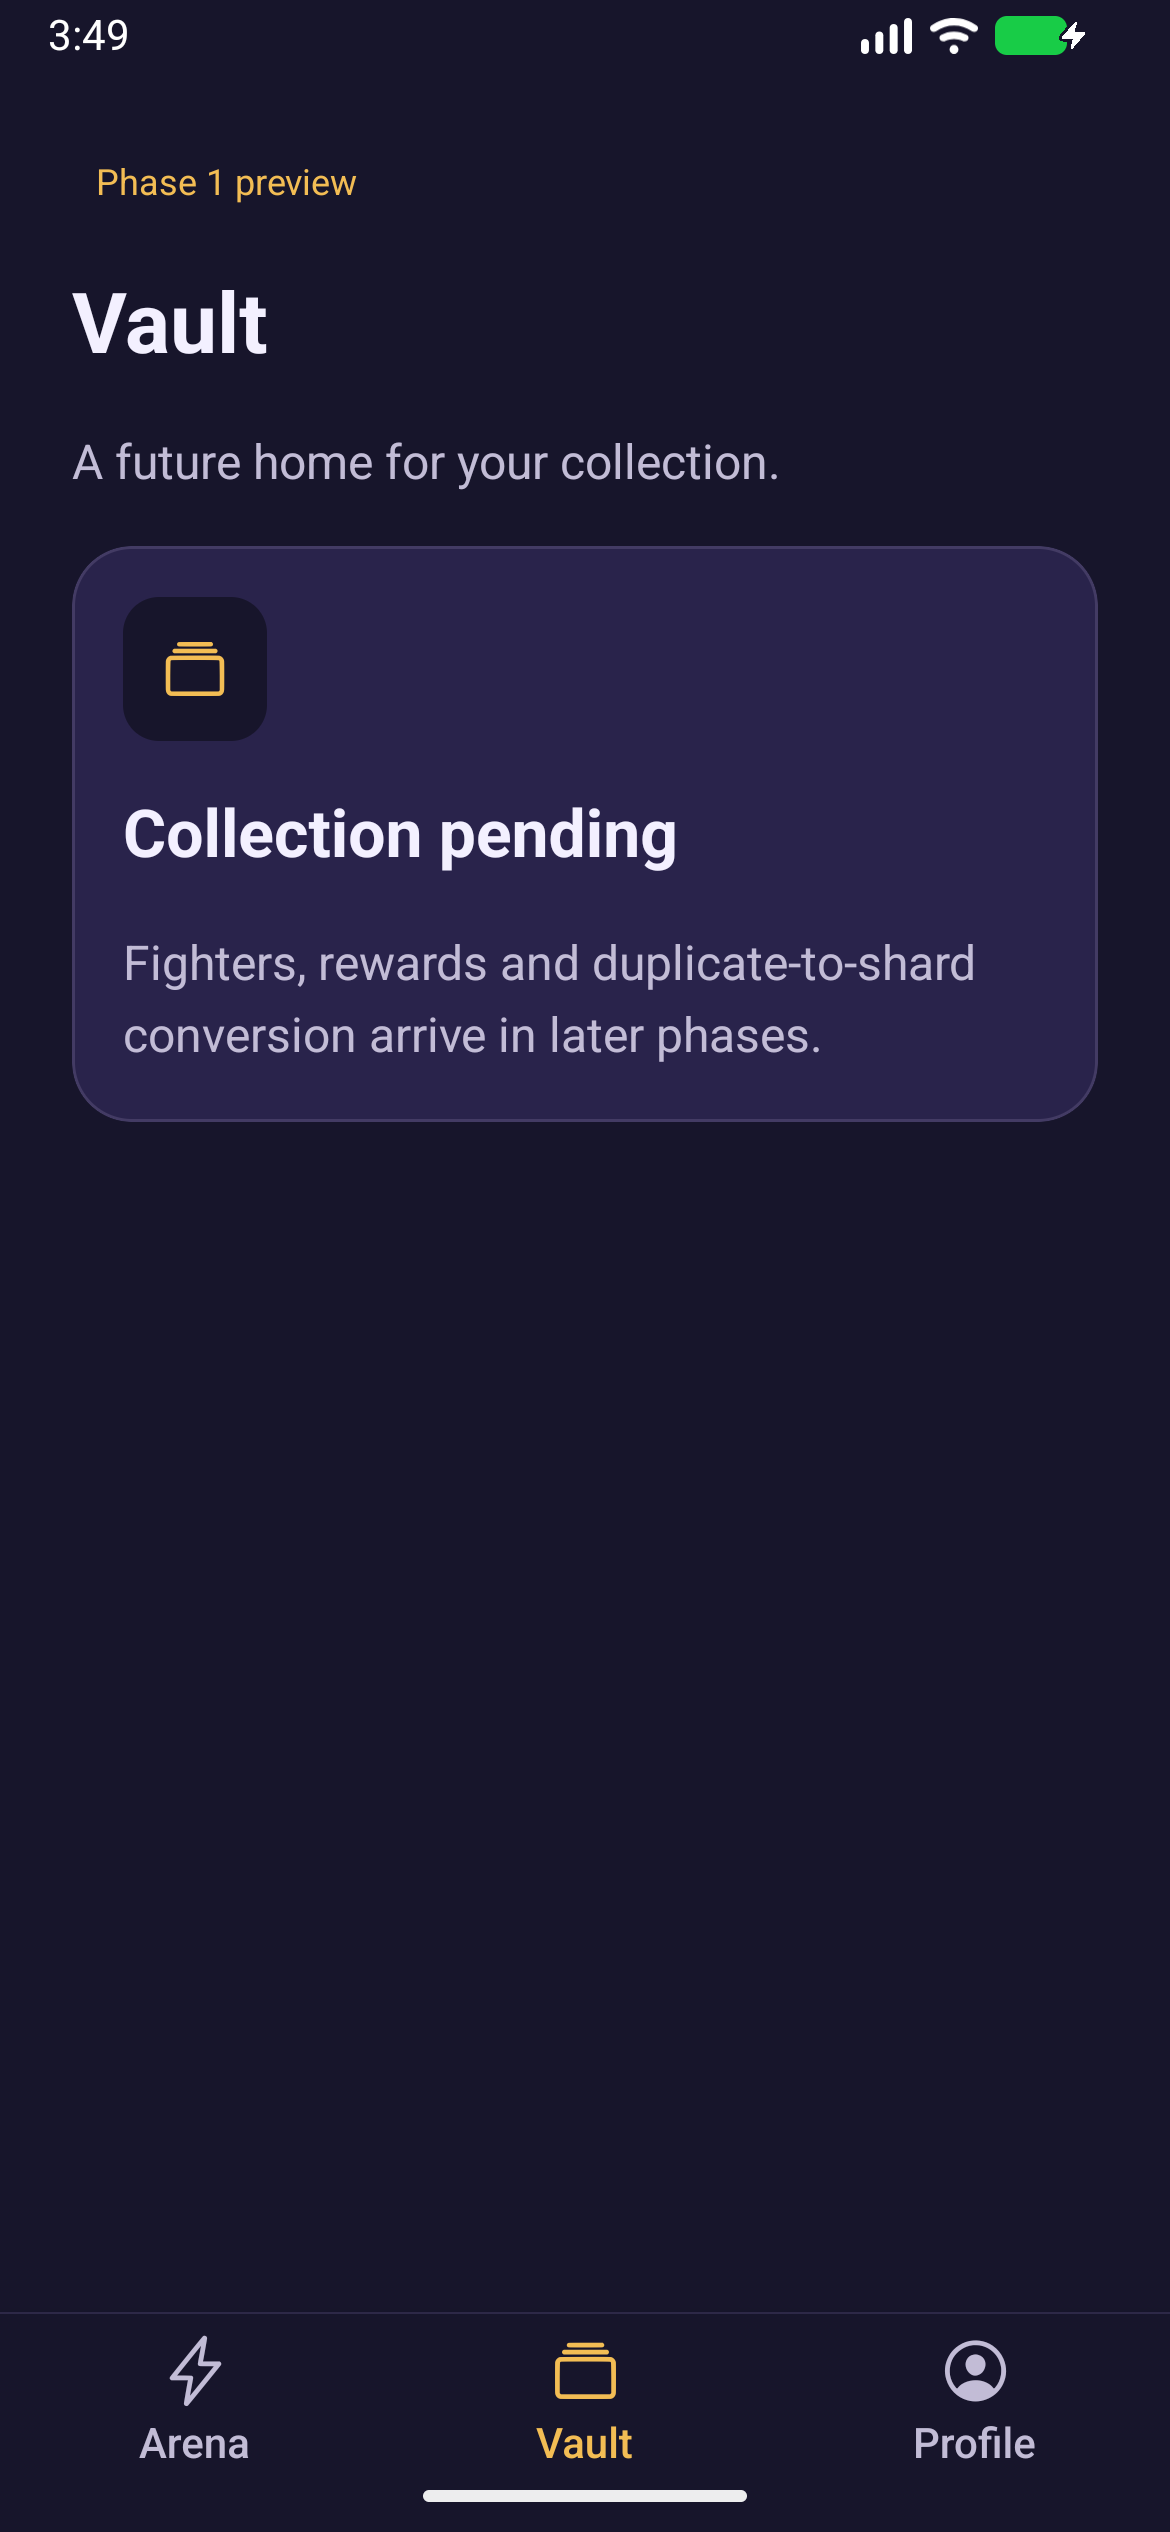 3:49
Phase 1 preview
Vault
A future home for your collection.
Collection pending
Fighters, rewards and duplicate-to-shard
conversion arrive in later phases.
Arena
Vault
Profile